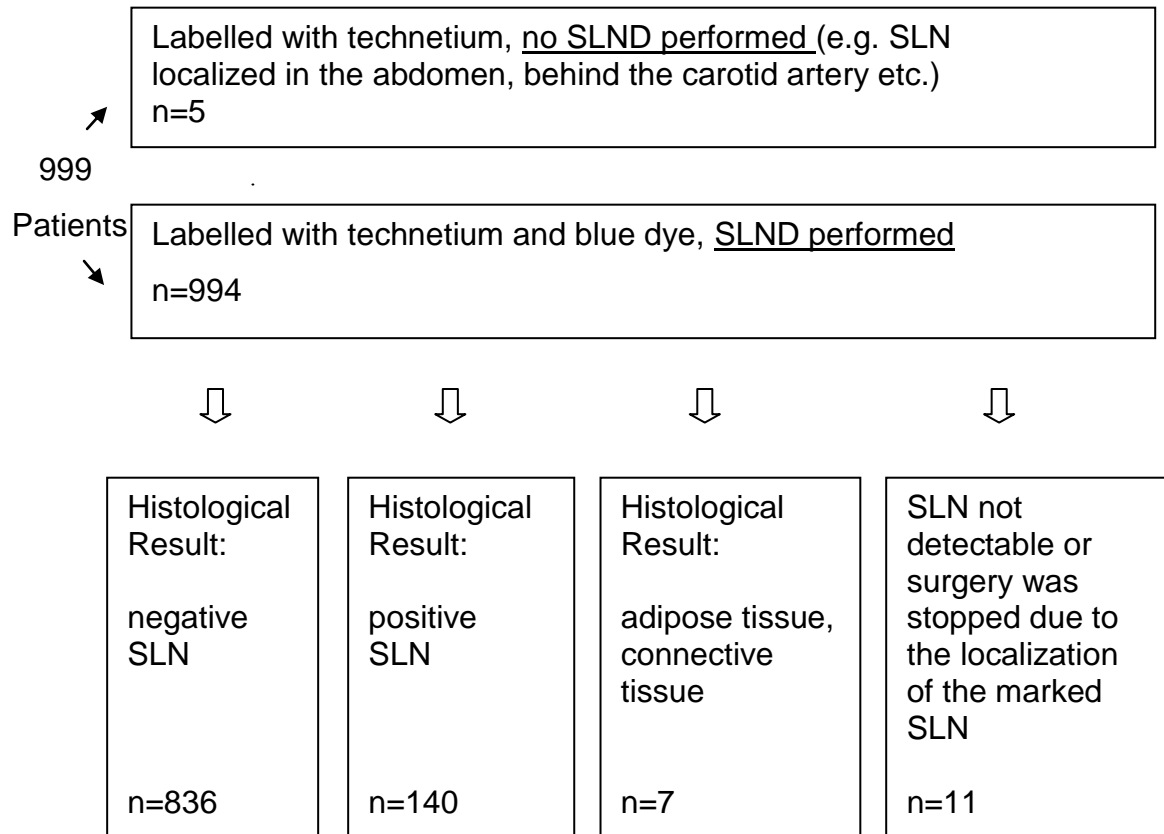 Labelled with technetium, no SLND performed (e.g. SLN
localized in the abdomen, behind the carotid artery etc.)
n=5
999
Patients
Labelled with technetium and blue dye, SLND performed
n=994
Histological
Result:
negative
SLN
n=836
Histological
Result:
positive
SLN
n=140
Histological
Result:
adipose tissue,
connective
tissue
n=7
SLN not
detectable or
surgery was
stopped due to
the localization
of the marked
SLN
n=11